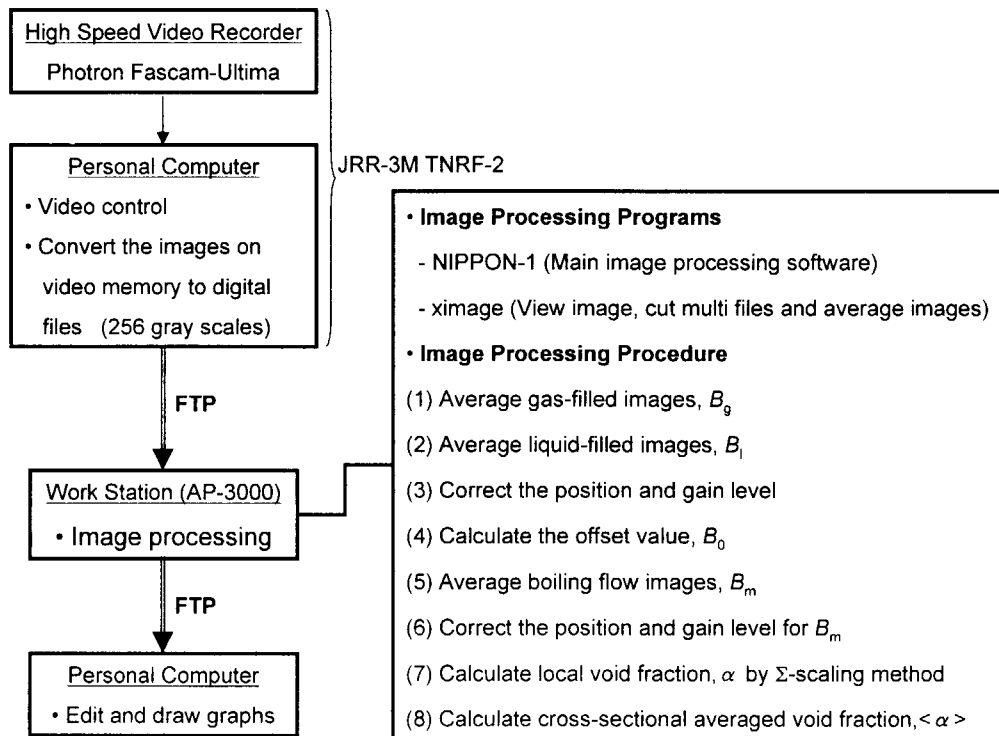 High Speed Video Recorder
Photron Fascam-Ultima
Personal Computer
• Video control
• Convert the images on
video memory to digital
files (256 gray scales)
JRR-3M TNRF-2
FTP
Work Station (AP-3000)
• Image processing
FTP
Personal Computer
• Edit and draw graphs
• Image Processing Programs
- NIPPON-1 (Main image processing software)
- ximage (View image, cut multi files and average images)
• Image Processing Procedure
(1) Average gas-filled images, Bg
(2) Average liquid-filled images, Bl
(3) Correct the position and gain level
(4) Calculate the offset value, B0
(5) Average boiling flow images, Bm
(6) Correct the position and gain level for Bm
(7) Calculate local void fraction, α by Σ-scaling method
(8) Calculate cross-sectional averaged void fraction,< α >